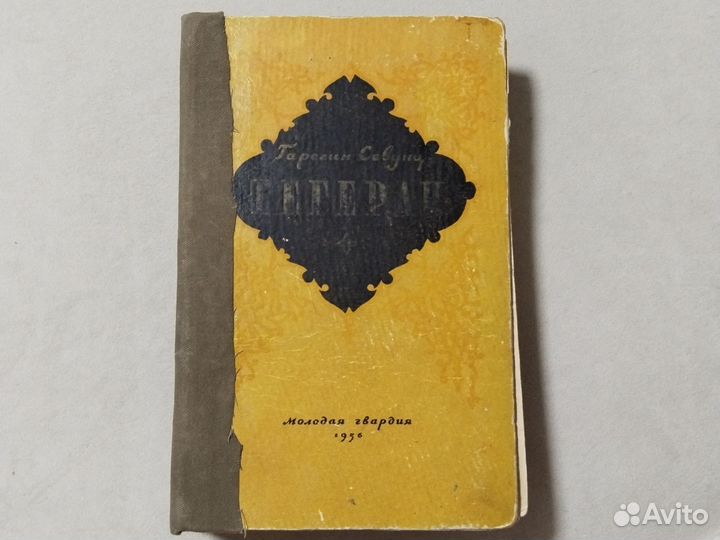 Гарегин Севунц
ТЕГЕРАН
Молодая гвардия
1956
Avito